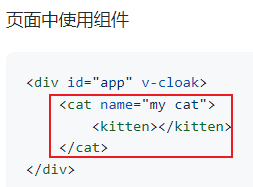 页面中使用组件
<div id="app" v-cloak>
    <cat name="my cat">
        <kitten></kitten>
    </cat>
</div>